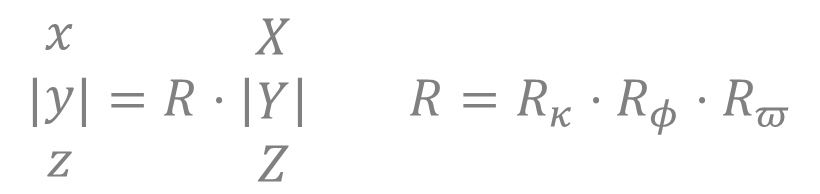 x X
|y| = R · |Y| R = R_κ · R_ϕ · R_ϖ
z Z